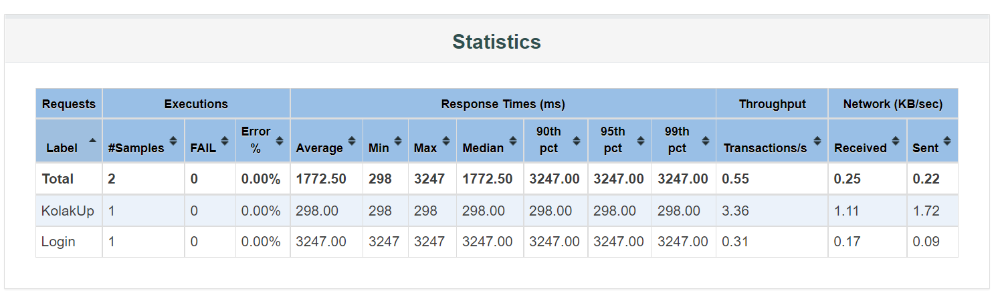 Statistics
Requests Executions Response Times (ms) Throughput Network (KB/sec)
Label #Samples FAIL Error % Average Min Max Median 90th pct 95th pct 99th pct Transactions/s Received Sent
Total 2 0 0.00% 1772.50 298 3247 1772.50 3247.00 3247.00 3247.00 0.55 0.25 0.22
KolakUp 1 0 0.00% 298.00 298 298 298.00 298.00 298.00 298.00 3.36 1.11 1.72
Login 1 0 0.00% 3247.00 3247 3247 3247.00 3247.00 3247.00 3247.00 0.31 0.17 0.09